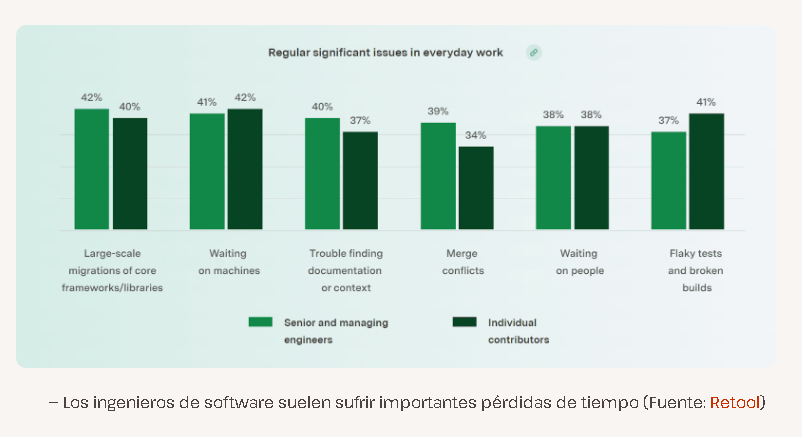 Regular significant issues in everyday work
42%
40%
41%
42%
40%
37%
39%
34%
38%
38%
37%
41%
Large-scale
migrations of core
frameworks/libraries
Waiting
on machines
Trouble finding
documentation
or context
Merge
conflicts
Waiting
on people
Flaky tests
and broken
builds
Senior and managing
engineers
Individual
contributors
– Los ingenieros de software suelen sufrir importantes pérdidas de tiempo (Fuente: Retool)